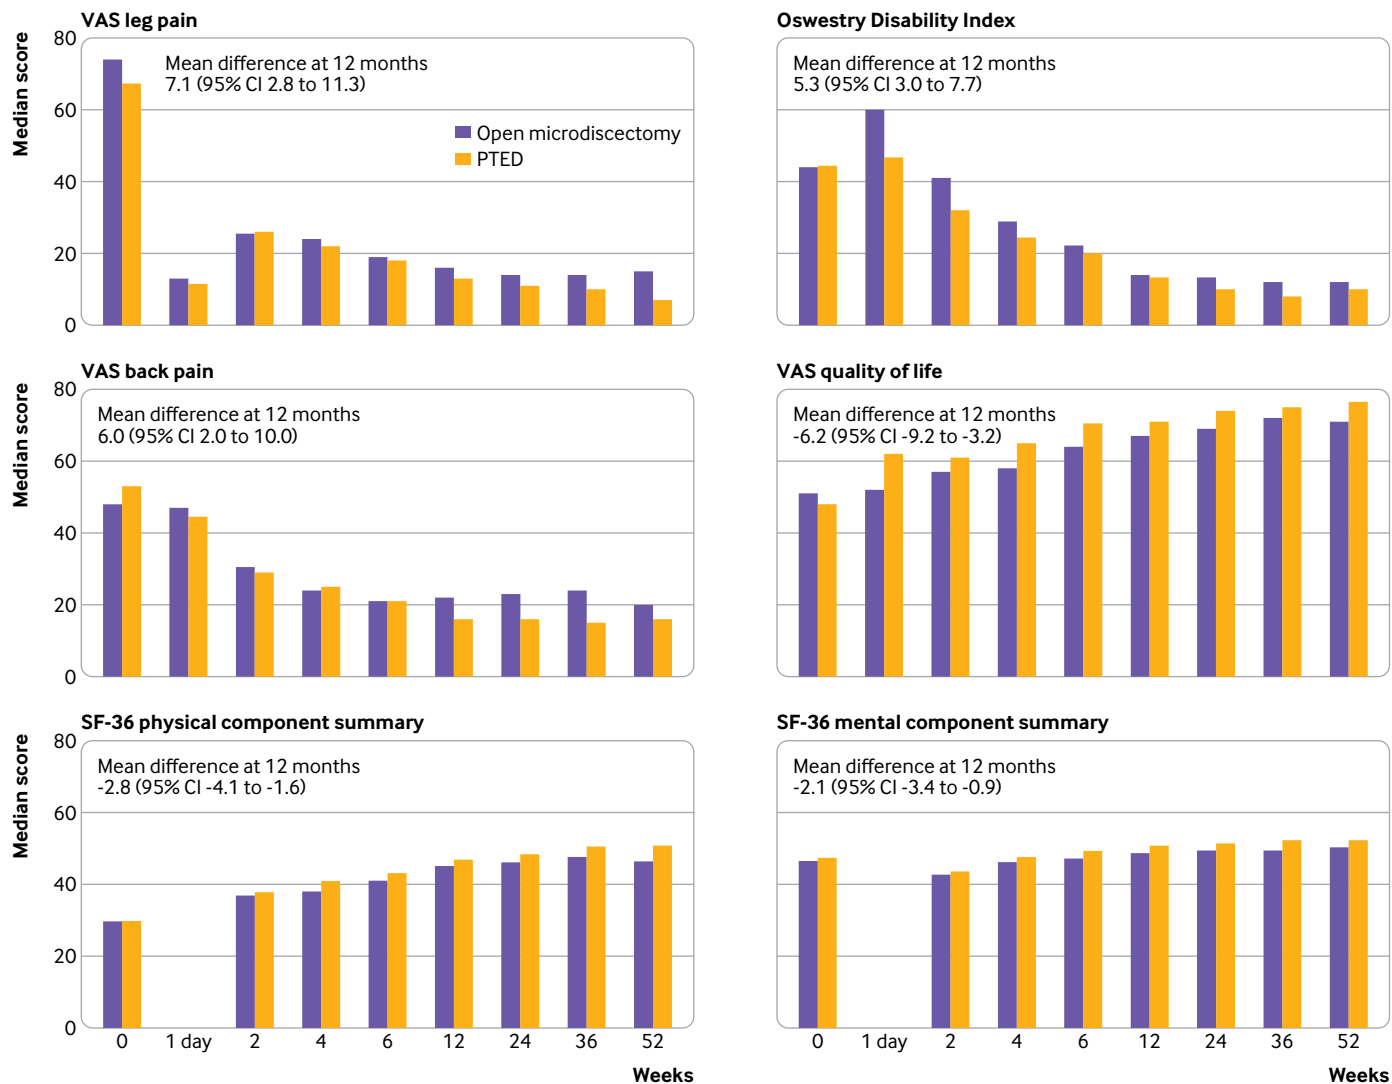 VAS leg pain
Median score
80
60
40
20
0
Mean difference at 12 months
7.1 (95% CI 2.8 to 11.3)
Open microdiscectomy
PTED
Oswestry Disability Index
Mean difference at 12 months
5.3 (95% CI 3.0 to 7.7)
VAS back pain
Median score
80
60
40
20
0
Mean difference at 12 months
6.0 (95% CI 2.0 to 10.0)
VAS quality of life
Mean difference at 12 months
-6.2 (95% CI -9.2 to -3.2)
SF-36 physical component summary
Median score
80
60
40
20
0
Mean difference at 12 months
-2.8 (95% CI -4.1 to -1.6)
0 1 day 2 4 6 12 24 36 52
Weeks
SF-36 mental component summary
Mean difference at 12 months
-2.1 (95% CI -3.4 to -0.9)
0 1 day 2 4 6 12 24 36 52
Weeks